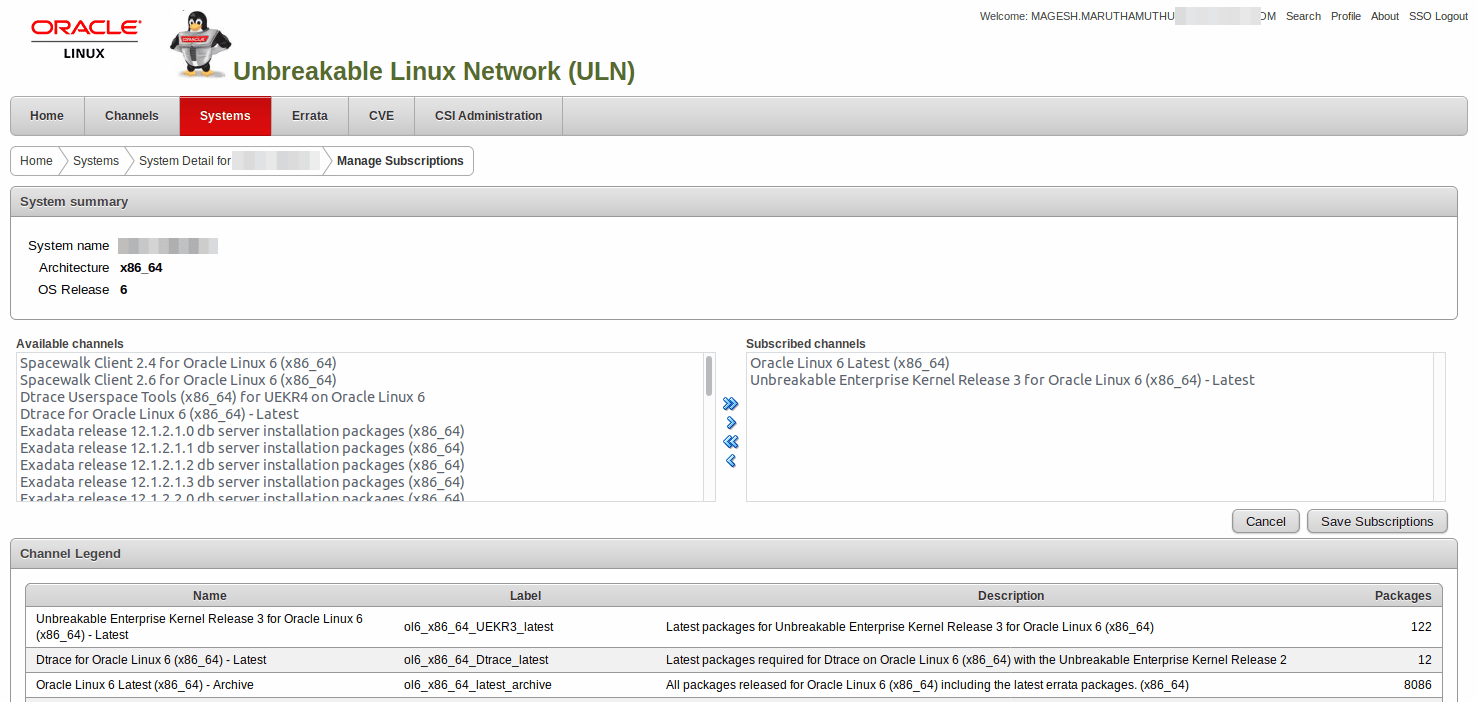 ORACLE
LINUX
ORACLE
Unbreakable Linux Network (ULN)
Welcome: MAGESH.MARUTHAMUTHU OM Search Profile About SSO Logout
Home Channels Systems Errata CVE CSI Administration
Home Systems System Detail for Manage Subscriptions
System summary
System name
Architecture x86_64
OS Release 6
Available channels
Spacewalk Client 2.4 for Oracle Linux 6 (x86_64)
Spacewalk Client 2.6 for Oracle Linux 6 (x86_64)
Dtrace Userspace Tools (x86_64) for UEKR4 on Oracle Linux 6
Dtrace for Oracle Linux 6 (x86_64) - Latest
Exadata release 12.1.2.1.0 db server installation packages (x86_64)
Exadata release 12.1.2.1.1 db server installation packages (x86_64)
Exadata release 12.1.2.1.2 db server installation packages (x86_64)
Exadata release 12.1.2.1.3 db server installation packages (x86_64)
Exadata release 12.1.2.2.0 db server installation packages (x86_64)
Subscribed channels
Oracle Linux 6 Latest (x86_64)
Unbreakable Enterprise Kernel Release 3 for Oracle Linux 6 (x86_64) - Latest
Cancel Save Subscriptions
Channel Legend
Name Label Description Packages
Unbreakable Enterprise Kernel Release 3 for Oracle Linux 6
(x86_64) - Latest
ol6_x86_64_UEKR3_latest Latest packages for Unbreakable Enterprise Kernel Release 3 for Oracle Linux 6 (x86_64) 122
Dtrace for Oracle Linux 6 (x86_64) - Latest ol6_x86_64_Dtrace_latest Latest packages required for Dtrace on Oracle Linux 6 (x86_64) with the Unbreakable Enterprise Kernel Release 2 12
Oracle Linux 6 Latest (x86_64) - Archive ol6_x86_64_latest_archive All packages released for Oracle Linux 6 (x86_64) including the latest errata packages. (x86_64) 8086